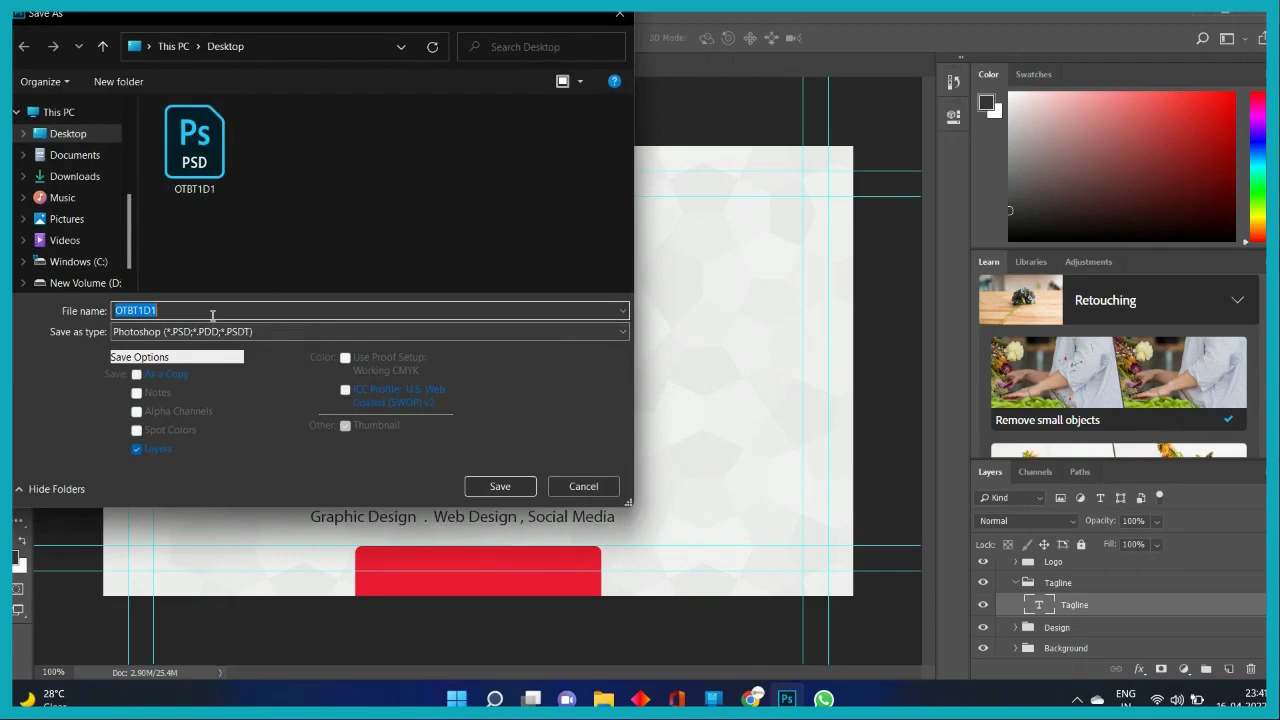 Save As
This PC > Desktop
Search Desktop
3D Mode:
Organize
New folder
?
This PC
Desktop
Documents
Downloads
Music
Pictures
Videos
Windows (C:)
New Volume (D:
Ps
PSD
OTBT1D1
File name: OTBT1D1
Save as type: Photoshop (*.PSD;*.PDD;*.PSDT)
Save Options
Save:
As a Copy
Notes
Alpha Channels
Spot Colors
Layers
Color:
Use Proof Setup:
Working CMYK
ICC Profile: U.S. Web
Coated (SWOP) v2
Other:
Thumbnail
Hide Folders
Save
Cancel
Graphic Design . Web Design , Social Media
Color
Swatches
Learn
Libraries
Adjustments
Retouching
Remove small objects
Layers
Channels
Paths
Kind
Normal
Opacity: 100%
Lock:
Fill: 100%
Logo
Tagline
T Tagline
Design
Background
fx
100%
Doc: 2.90M/25.4M
28°C
Clear
Ps
ENG
IN
23:41